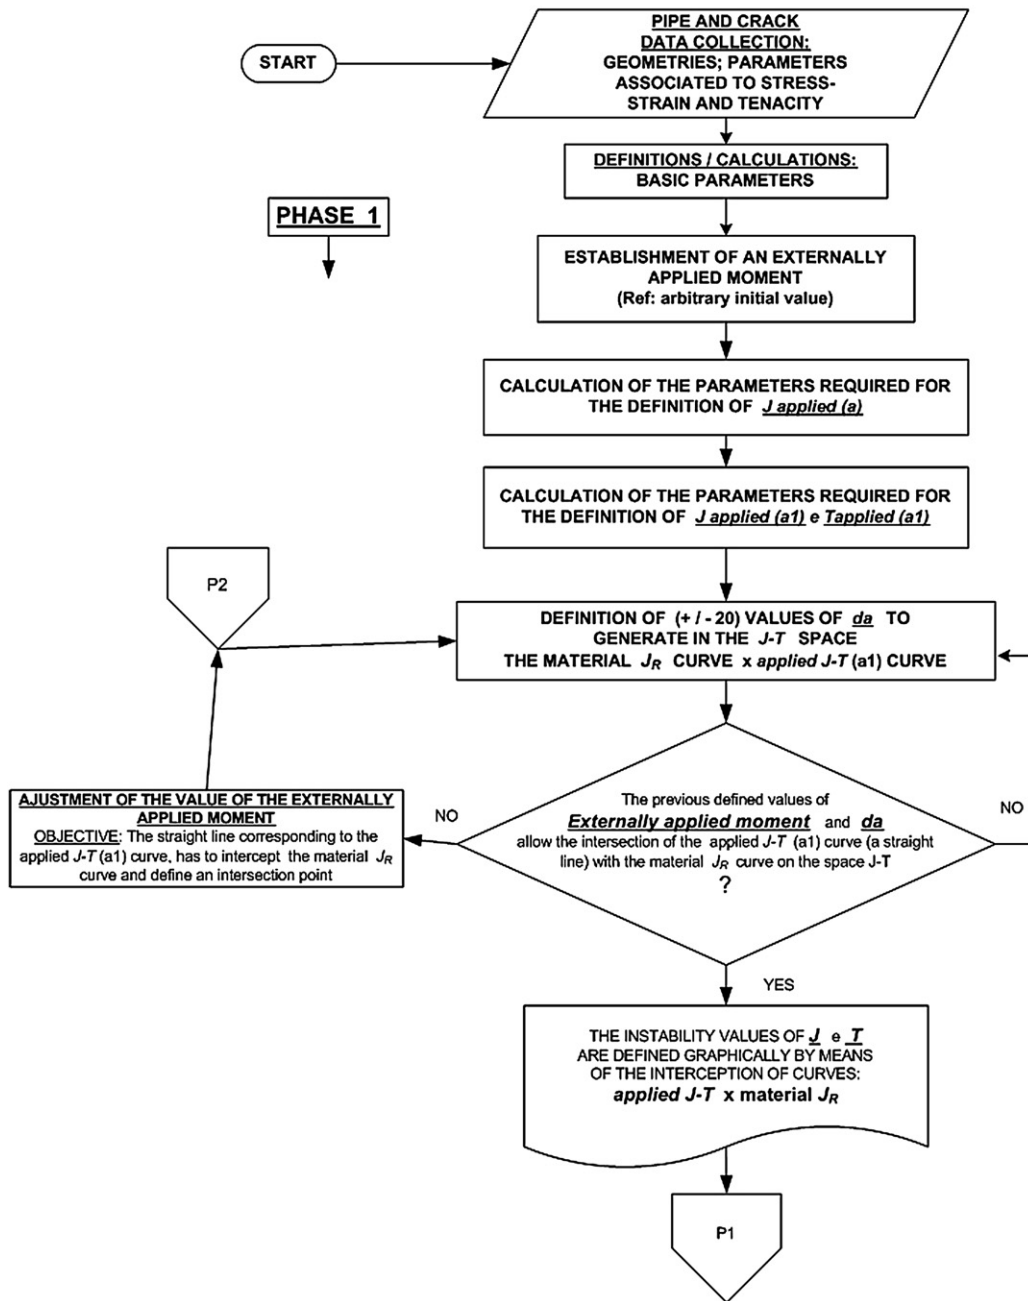 START
PIPE AND CRACK
DATA COLLECTION:
GEOMETRIES; PARAMETERS
ASSOCIATED TO STRESS-
STRAIN AND TENACITY
DEFINITIONS / CALCULATIONS:
BASIC PARAMETERS
PHASE 1
ESTABLISHMENT OF AN EXTERNALLY
APPLIED MOMENT
(Ref: arbitrary initial value)
CALCULATION OF THE PARAMETERS REQUIRED FOR
THE DEFINITION OF J applied (a)
CALCULATION OF THE PARAMETERS REQUIRED FOR
THE DEFINITION OF J applied (a1) e Tapplied (a1)
P2
DEFINITION OF (+ / - 20) VALUES OF da TO
GENERATE IN THE J-T SPACE
THE MATERIAL JR CURVE x applied J-T (a1) CURVE
AJUSTMENT OF THE VALUE OF THE EXTERNALLY
APPLIED MOMENT
OBJECTIVE: The straight line corresponding to the
applied J-T (a1) curve, has to intercept the material JR
curve and define an intersection point
NO
The previous defined values of
Externally applied moment and da
allow the intersection of the applied J-T (a1) curve (a straight
line) with the material JR curve on the space J-T
?
NO
YES
THE INSTABILITY VALUES OF J e T
ARE DEFINED GRAPHICALLY BY MEANS
OF THE INTERCEPTION OF CURVES:
applied J-T x material JR
P1